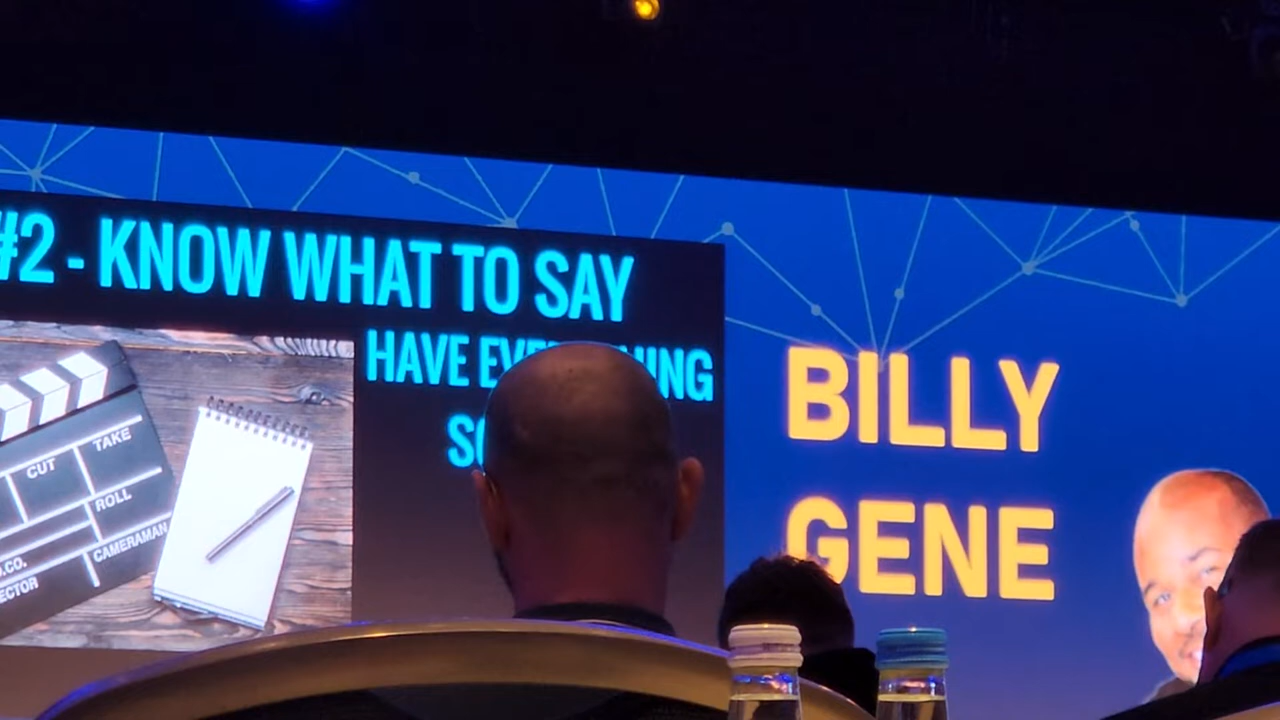 #2 - KNOW WHAT TO SAY
HAVE
BILLY
GENE
TAKE
CUT
ROLL
CAMERAMAN